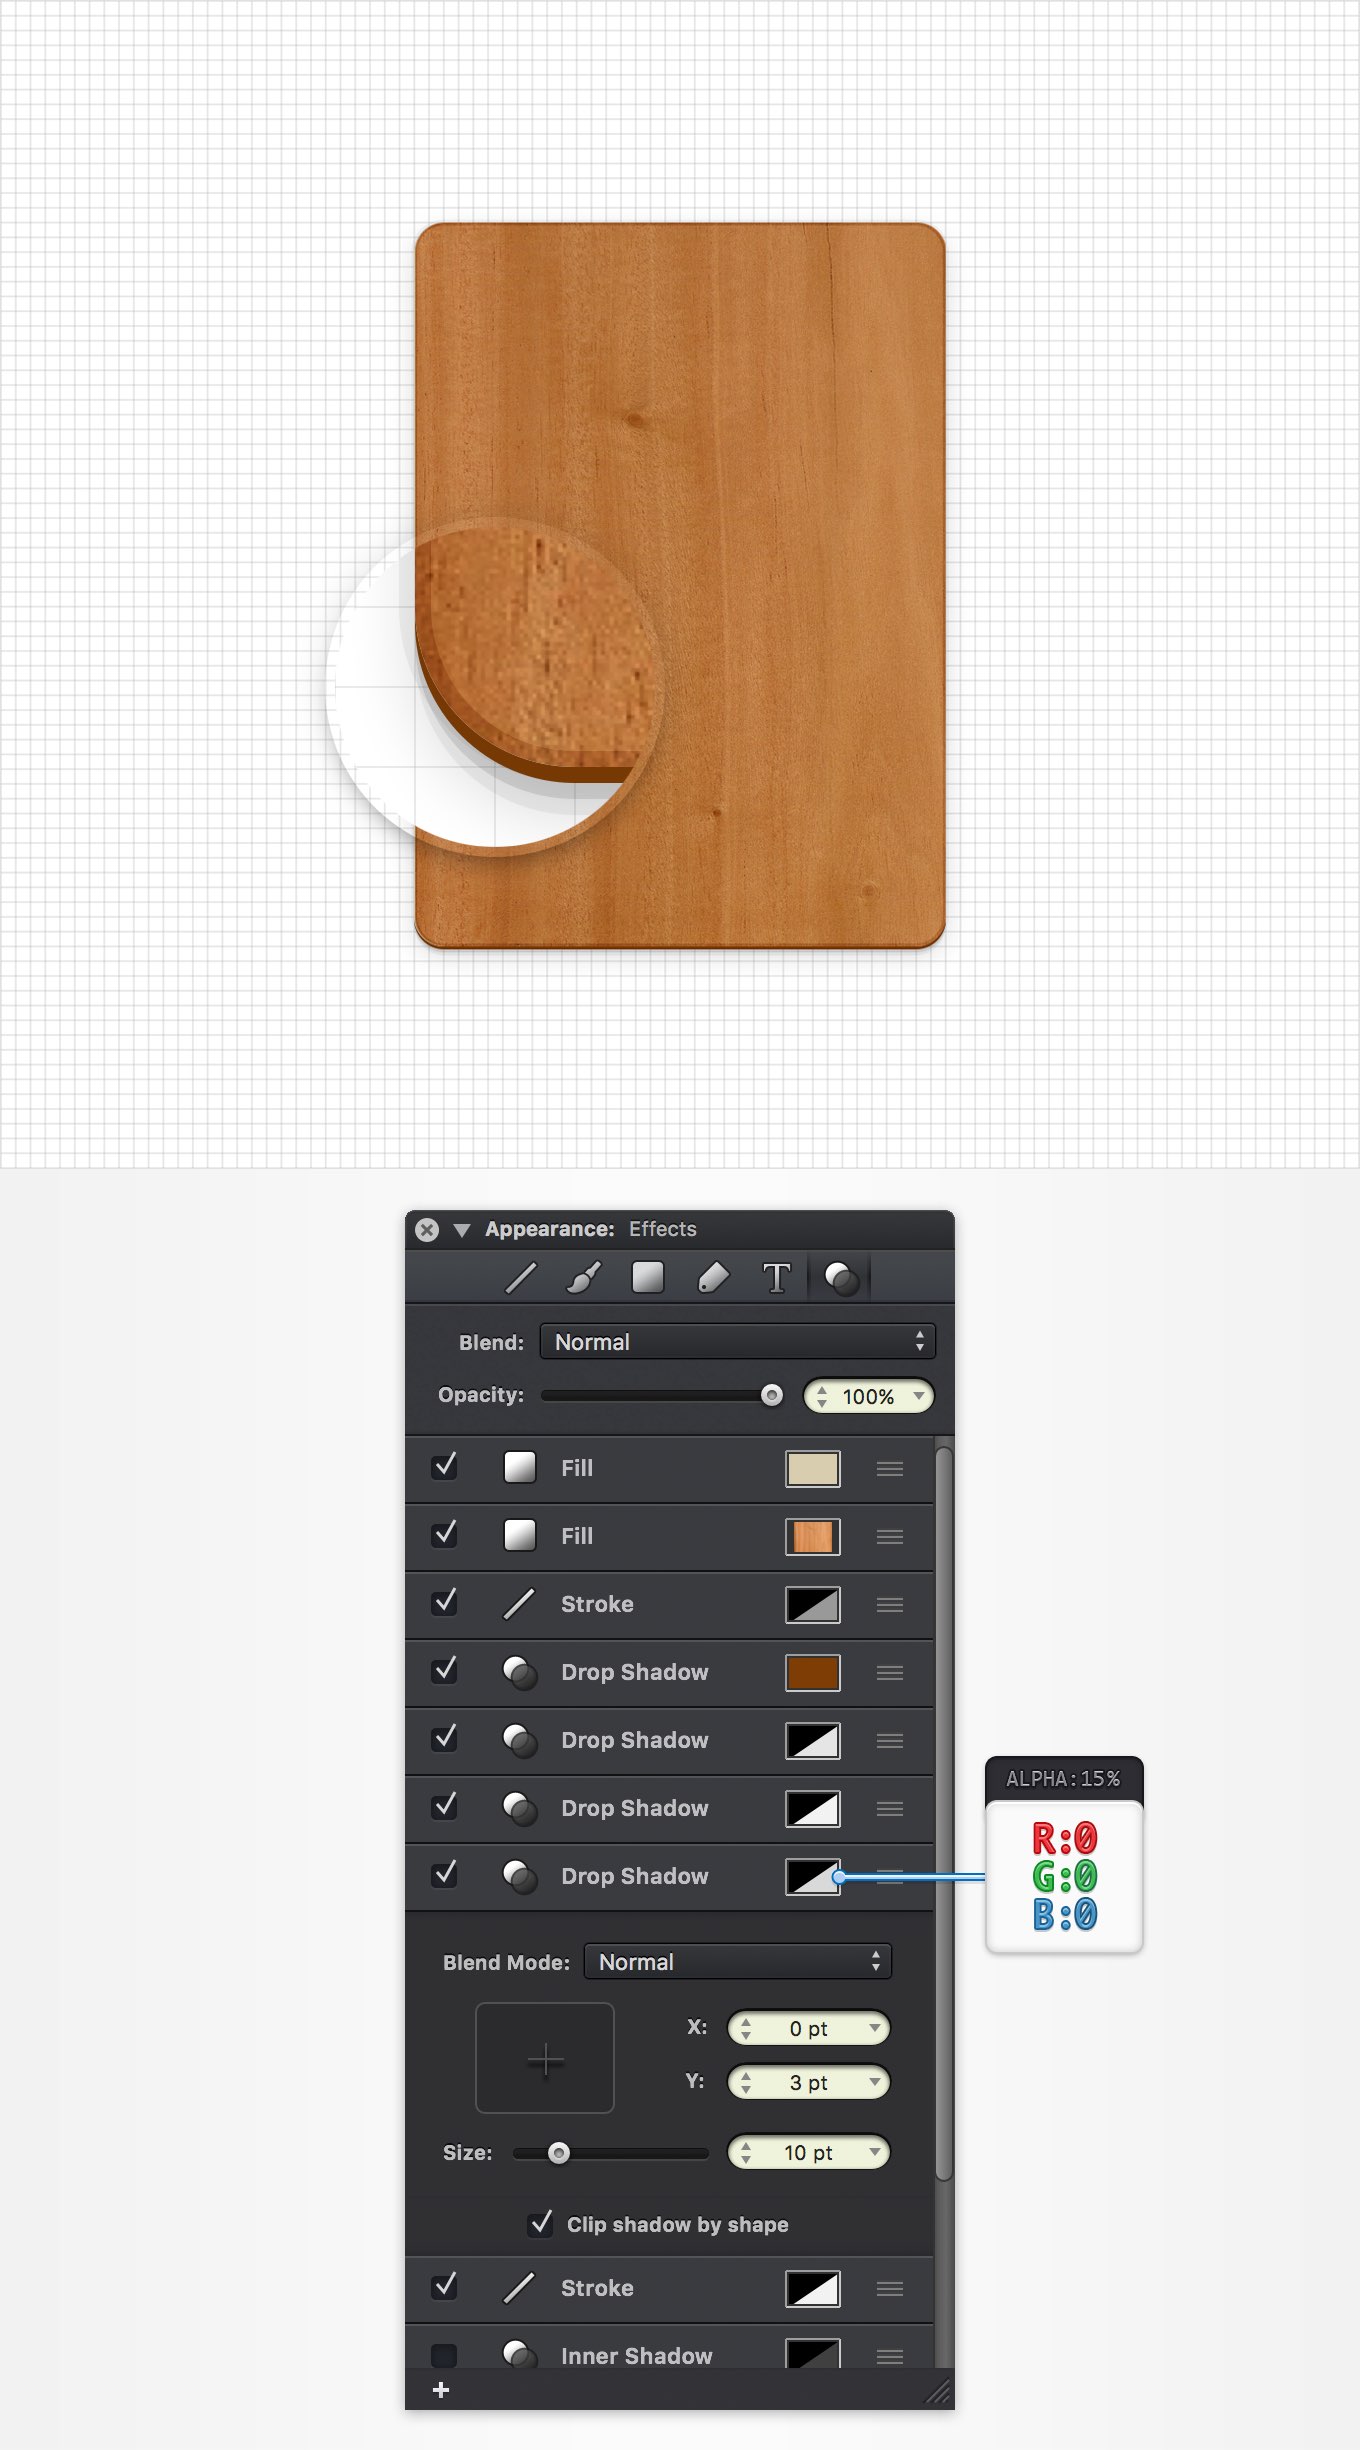 Appearance: Effects
T
Blend: Normal
Opacity: 100%
Fill
Fill
Stroke
Drop Shadow
Drop Shadow
Drop Shadow
Drop Shadow
ALPHA:15%
R:0
G:0
B:0
Blend Mode: Normal
X: 0 pt
Y: 3 pt
Size: 10 pt
Clip shadow by shape
Stroke
Inner Shadow